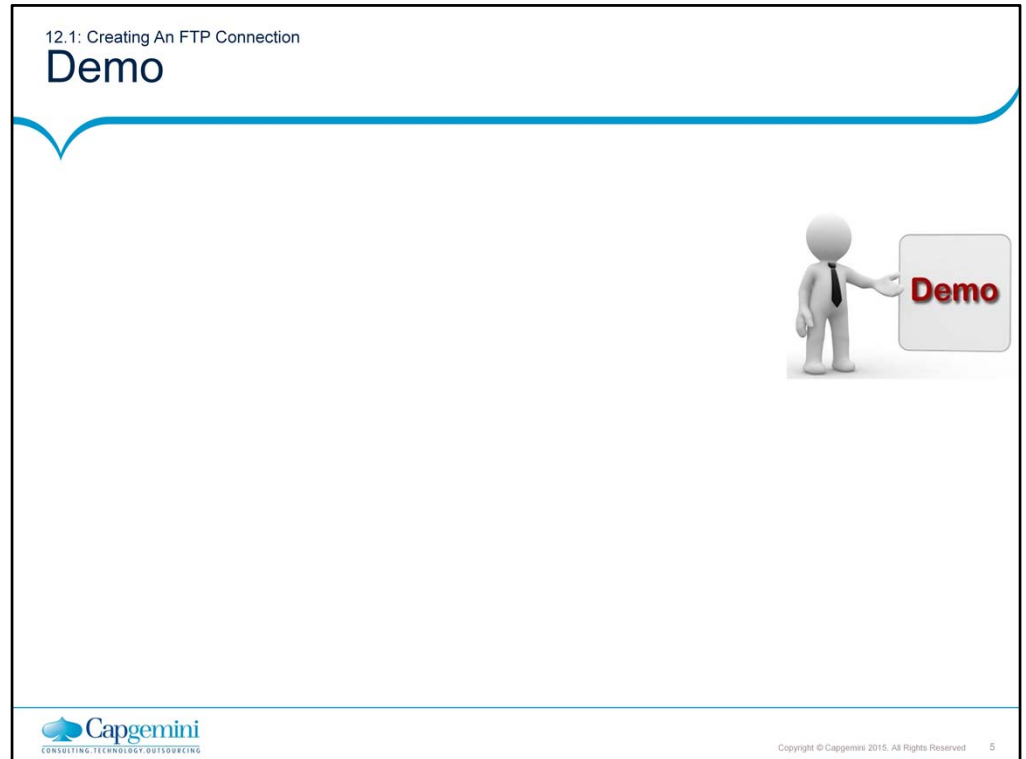 12.1: Creating An FTP Connection
Demo
Demo
Capgemini
CONSULTING.TECHNOLOGY.OUTSOURCING
Copyright © Capgemini 2015. All Rights Reserved 5